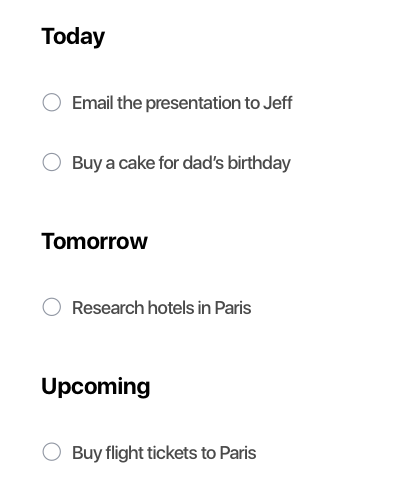 Today
Email the presentation to Jeff
Buy a cake for dad’s birthday
Tomorrow
Research hotels in Paris
Upcoming
Buy flight tickets to Paris